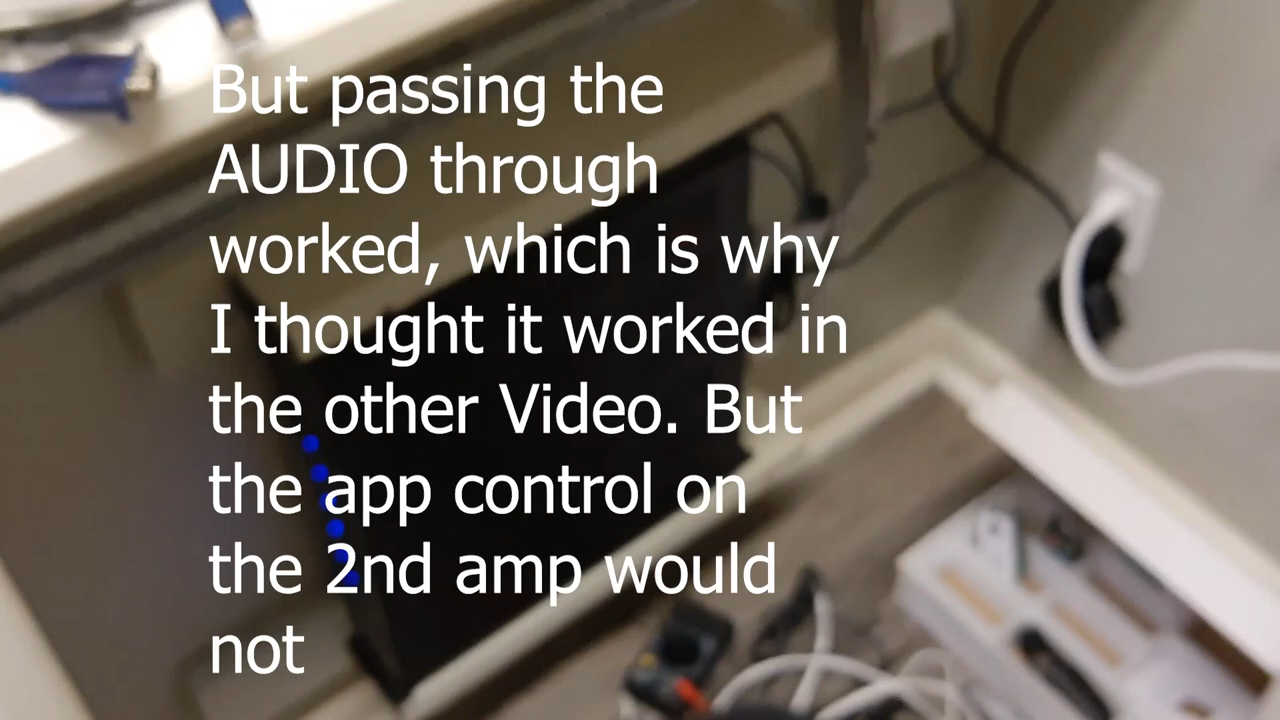 But passing the
AUDIO through
worked, which is why
I thought it worked in
the other Video. But
the app control on
the 2nd amp would
not